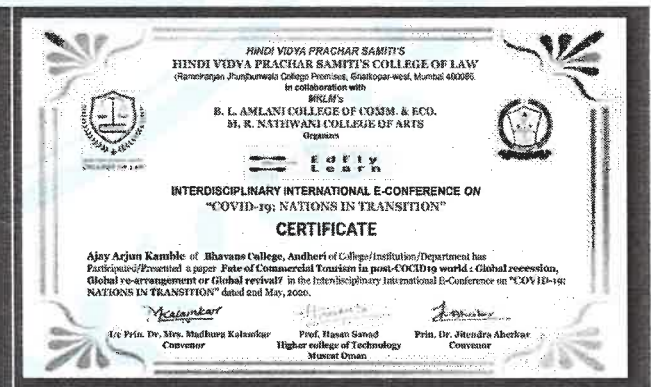 HINDI VIDYA PRACHAR SAMITI'S
HINDI VIDYA PRACHAR SAMITI'S COLLEGE OF LAW
(Ramniranjan Jhunjhunwala College Premises, Ghatkopar-west, Mumbai 400086.
in collaboration with
MKLM's
B. L. AMLANI COLLEGE OF COMM. & ECO.
M. R. NATHWANI COLLEGE OF ARTS
Organizes
COLLEGE OF LAW
EdFly
Learn
INTERDISCIPLINARY INTERNATIONAL E-CONFERENCE ON
"COVID-19: NATIONS IN TRANSITION"
CERTIFICATE
Ajay Arjun Kamble of Bhavans College, Andheri of College/Institution/Department has
Participated/Presented a paper Fate of Commercial Tourism in post-COCID19 world : Global recession,
Global re-arrangement or Global revival? in the Interdisciplinary International E-Conference on "COVID-19:
NATIONS IN TRANSITION" dated 2nd May, 2020.
I/c Prin. Dr. Mrs. Madhura Kalamkar
Convenor
Prof. Hasan Sanad
Higher college of Technology
Muscat Oman
Prin. Dr. Jitendra Aherkar
Convenor